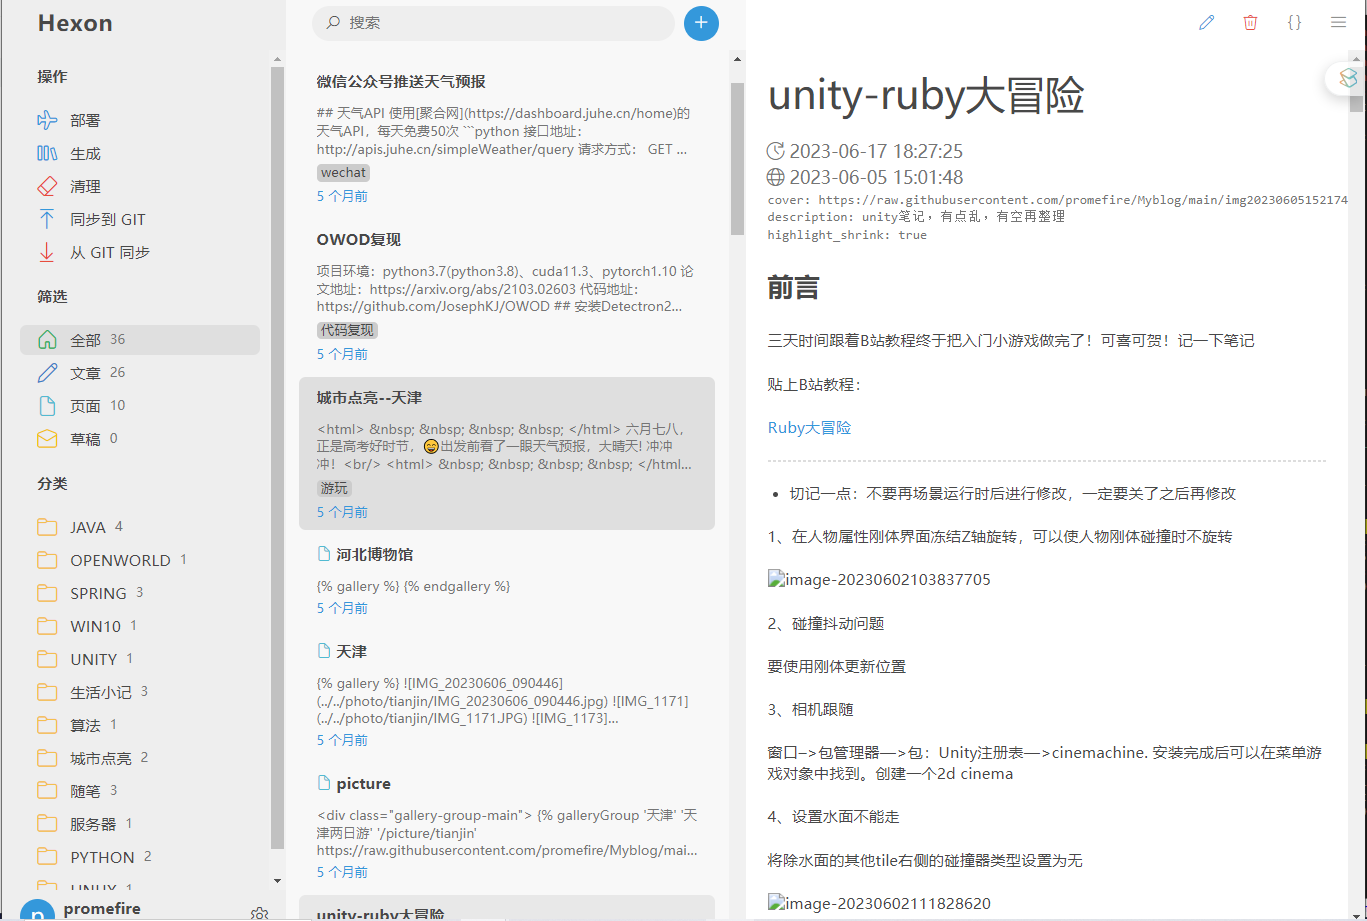 Hexon
操作
部署
生成
清理
同步到 GIT
从 GIT 同步
筛选
全部 36
文章 26
页面 10
草稿 0
分类
JAVA 4
OPENWORLD 1
SPRING 3
WIN10 1
UNITY 1
生活小记 3
算法 1
城市点亮 2
随笔 3
服务器 1
PYTHON 2
promefire
搜索
微信公众号推送天气预报
## 天气API 使用[聚合网](https://dashboard.juhe.cn/home)的
天气API，每天免费50次 ```python 接口地址：
http://apis.juhe.cn/simpleWeather/query 请求方式： GET ...
wechat
5 个月前
OWOD复现
项目环境：python3.7(python3.8)、cuda11.3、pytorch1.10 论
文地址：https://arxiv.org/abs/2103.02603 代码地址：
https://github.com/JosephKJ/OWOD ## 安装Detectron2...
代码复现
5 个月前
城市点亮--天津
<html> &nbsp; &nbsp; &nbsp; &nbsp; </html> 六月七八，
正是高考好时节，😄出发前看了一眼天气预报，大晴天! 冲冲
冲！<br/> <html> &nbsp; &nbsp; &nbsp; &nbsp; </html...
游玩
5 个月前
河北博物馆
{% gallery %} {% endgallery %}
5 个月前
天津
{% gallery %} ![IMG_20230606_090446]
(../../photo/tianjin/IMG_20230606_090446.jpg) ![IMG_1171]
(../../photo/tianjin/IMG_1171.JPG) ![IMG_1173]...
5 个月前
picture
<div class="gallery-group-main"> {% galleryGroup '天津' '天
津两日游' '/picture/tianjin'
https://raw.githubusercontent.com/promefire/Myblog/mai...
5 个月前
unity-ruby大冒险
{}
unity-ruby大冒险
2023-06-17 18:27:25
2023-06-05 15:01:48
cover: https://raw.githubusercontent.com/promefire/Myblog/main/img20230605152174
description: unity笔记，有点乱，有空再整理
highlight_shrink: true
前言
三天时间跟着B站教程终于把入门小游戏做完了！可喜可贺！记一下笔记
贴上B站教程：
Ruby大冒险
切记一点：不要再场景运行时后进行修改，一定要关了之后再修改
1、在人物属性刚体界面冻结Z轴旋转，可以使人物刚体碰撞时不旋转
image-20230602103837705
2、碰撞抖动问题
要使用刚体更新位置
3、相机跟随
窗口–>包管理器—>包：Unity注册表—>cinemachine. 安装完成后可以在菜单游
戏对象中找到。创建一个2d cinema
4、设置水面不能走
将除水面的其他tile右侧的碰撞器类型设置为无
image-20230602111828620